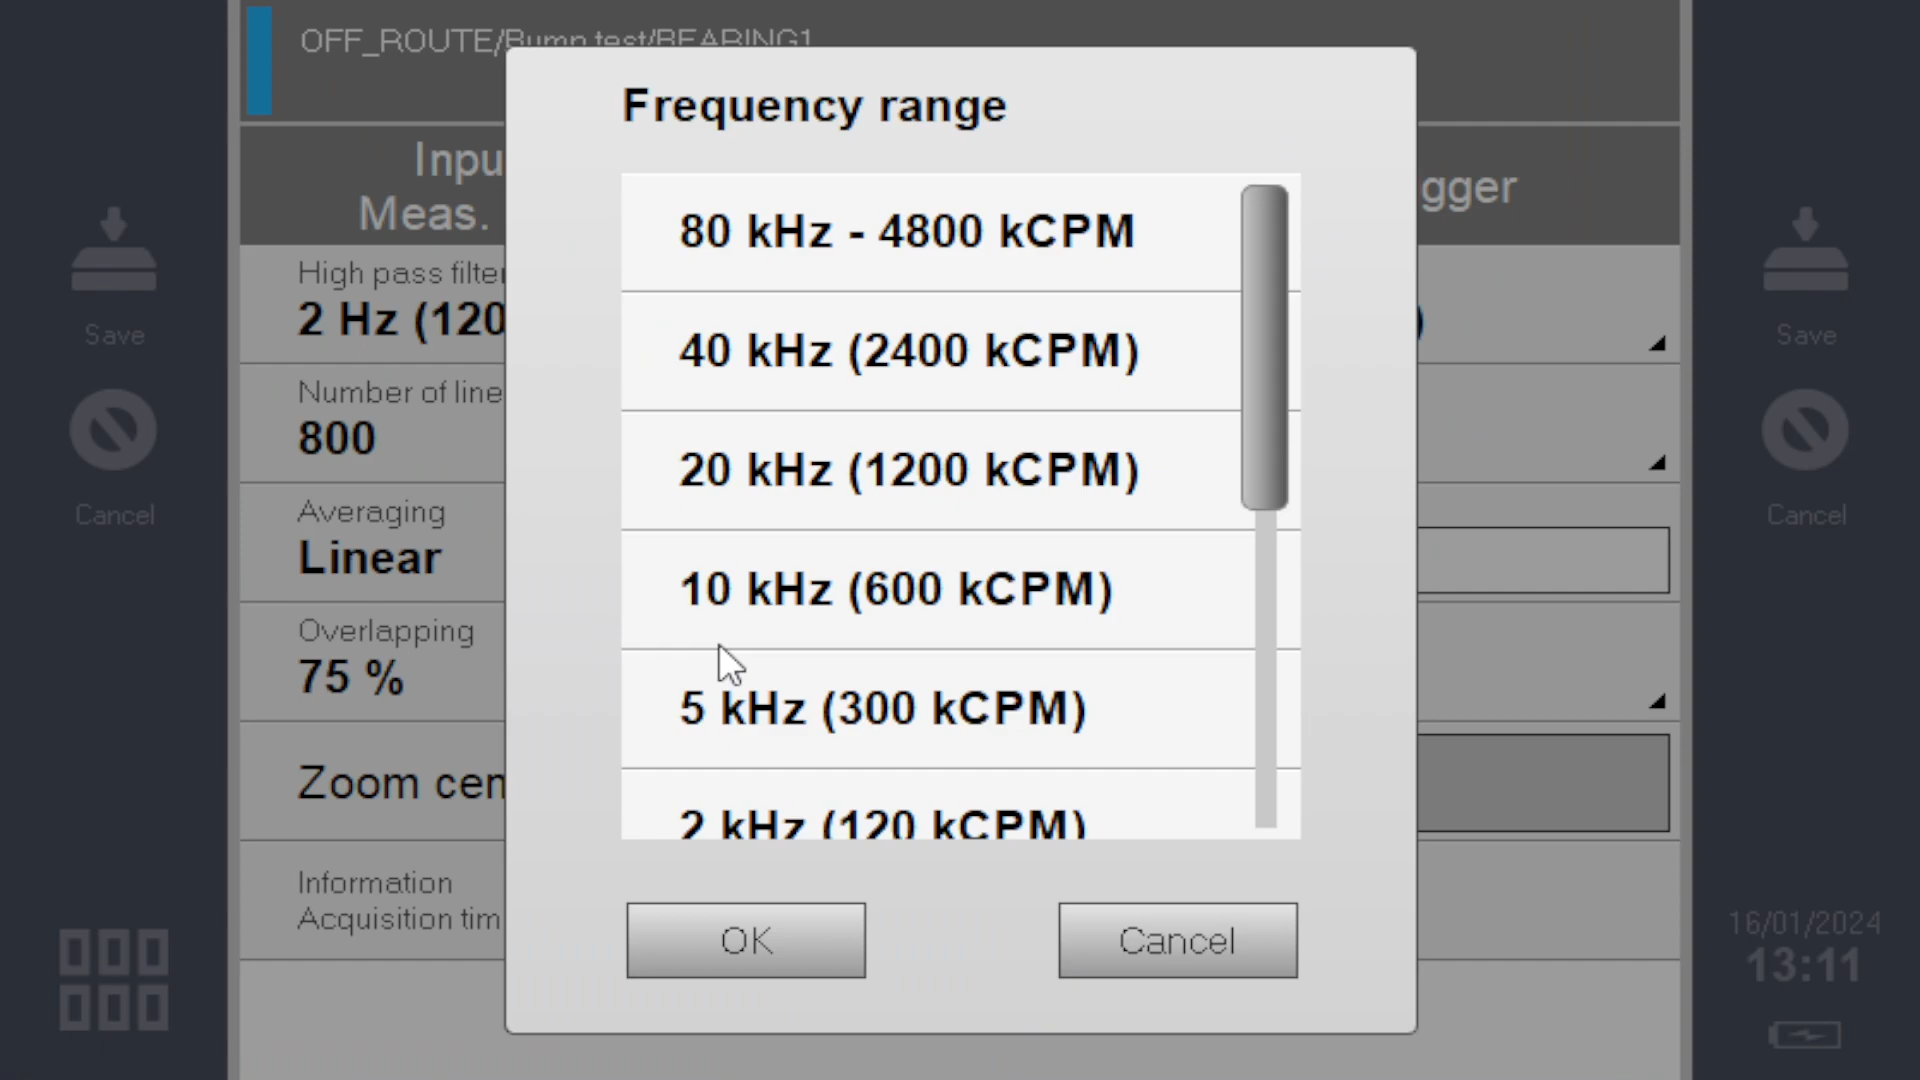 OFF_ROUTE/Bump test/BEARING1
Frequency range
Inpu
Meas.
gger
80 kHz - 4800 kCPM
40 kHz (2400 kCPM)
20 kHz (1200 kCPM)
10 kHz (600 kCPM)
5 kHz (300 kCPM)
2 kHz (120 kCPM)
High pass filter
2 Hz (120
)
Number of line
800
Averaging
Linear
Overlapping
75 %
Zoom cen
Information
Acquisition tim
OK
Cancel
Save
Cancel
Save
Cancel
16/01/2024
13:11